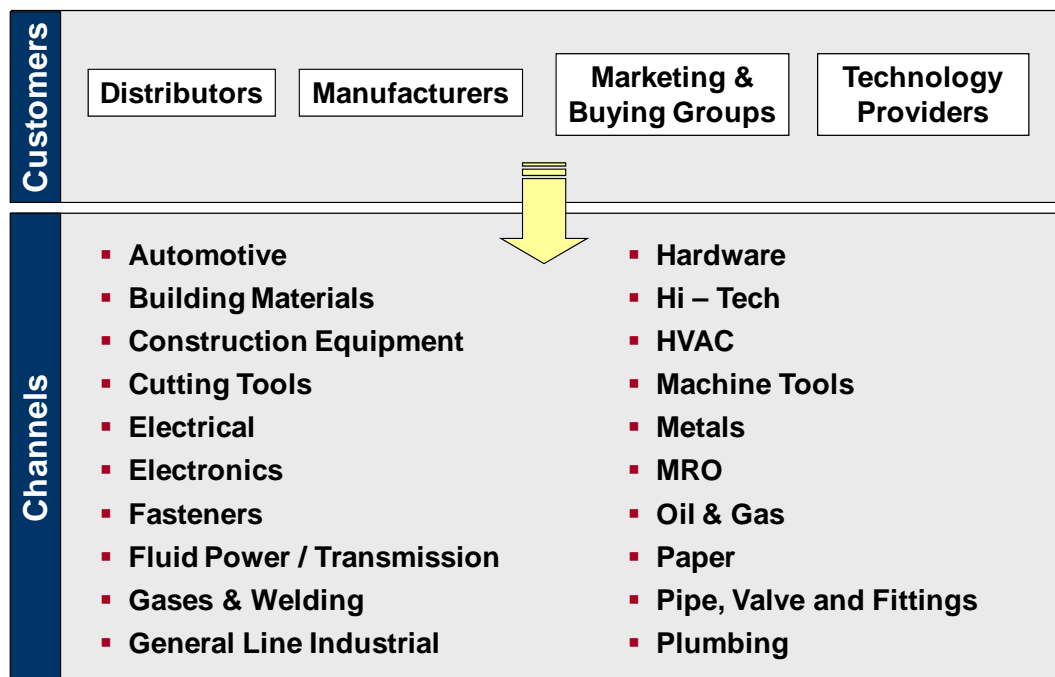 Customers
Distributors
Manufacturers
Marketing &
Buying Groups
Technology
Providers
Channels
Automotive
Building Materials
Construction Equipment
Cutting Tools
Electrical
Electronics
Fasteners
Fluid Power / Transmission
Gases & Welding
General Line Industrial
Hardware
Hi – Tech
HVAC
Machine Tools
Metals
MRO
Oil & Gas
Paper
Pipe, Valve and Fittings
Plumbing